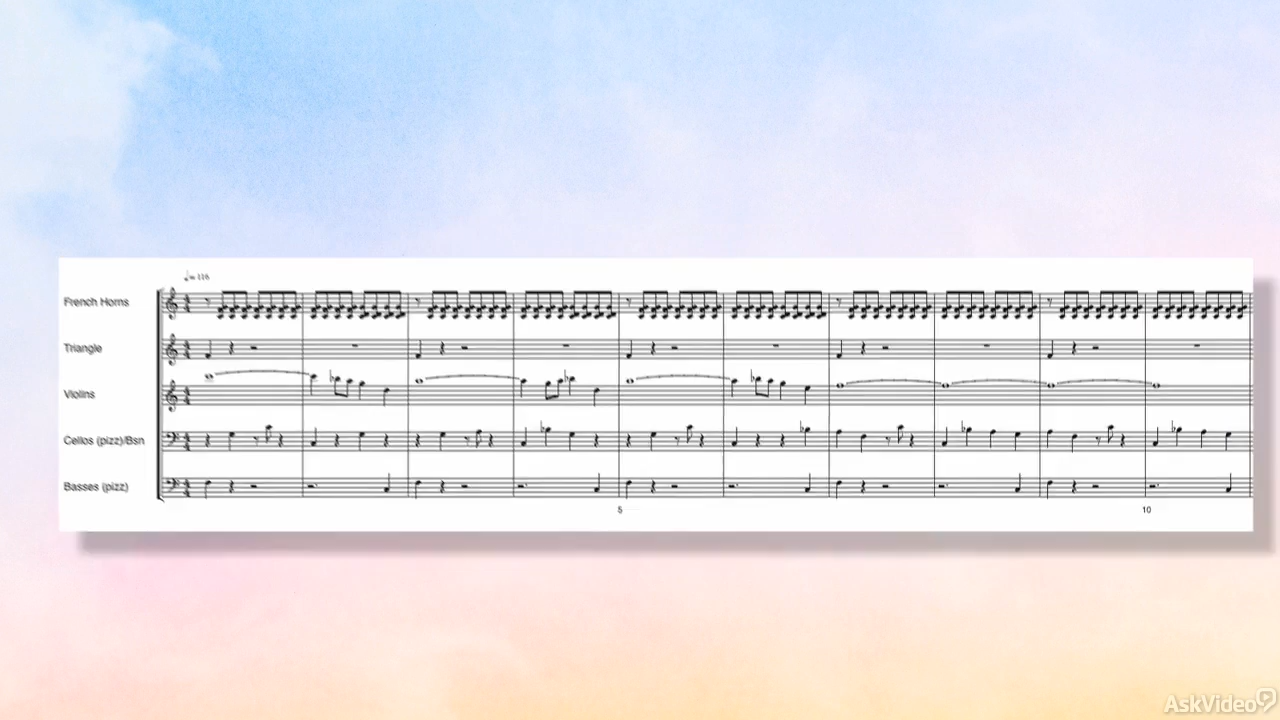 ♩= 116
French Horns
Triangle
Violins
Cellos (pizz)/Bsn
Basses (pizz)
5 10
AskVideo